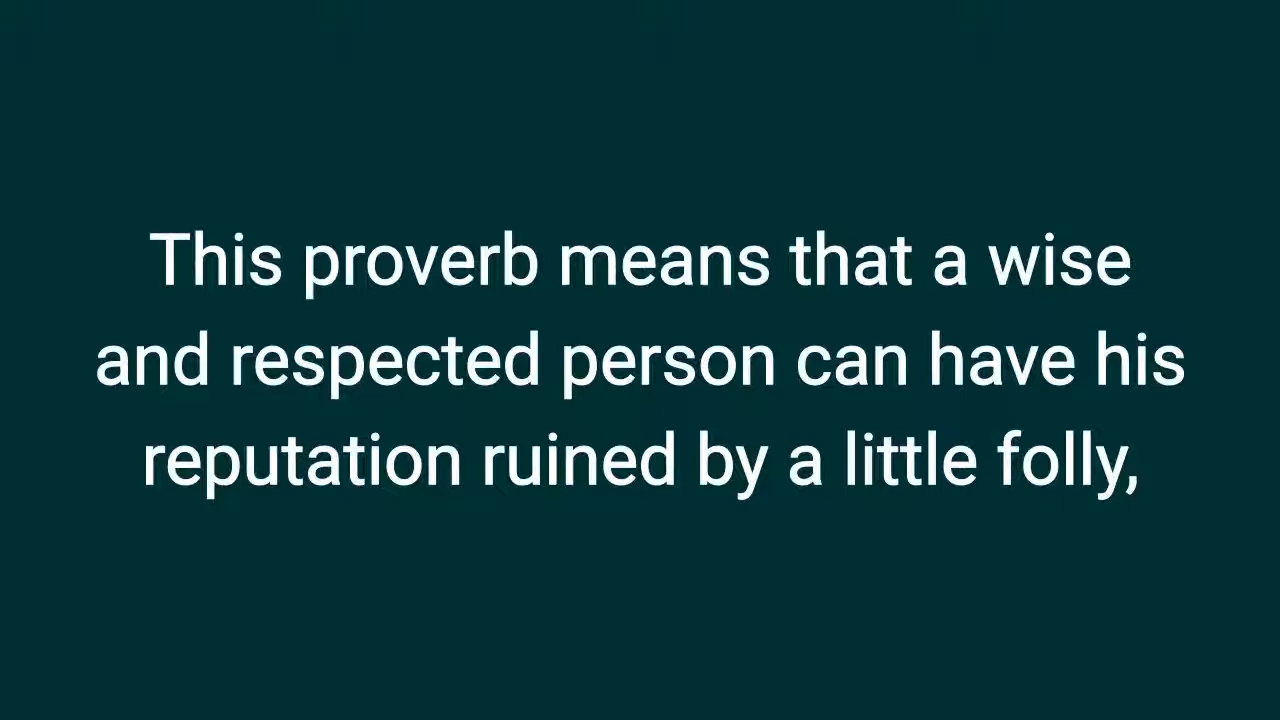 This proverb means that a wise
and respected person can have his
reputation ruined by a little folly,